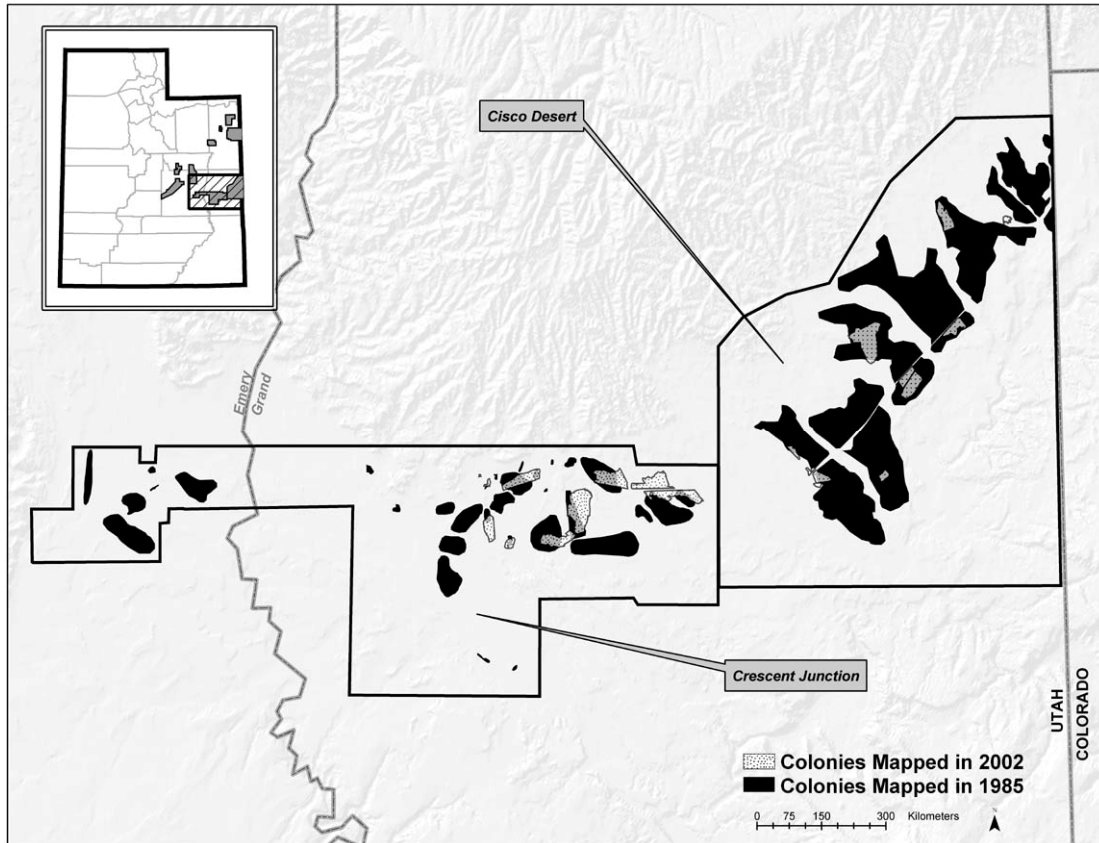 Cisco Desert
Emery
Grand
Crescent Junction
UTAH
COLORADO
Colonies Mapped in 2002
Colonies Mapped in 1985
0 75 150 300 Kilometers
N